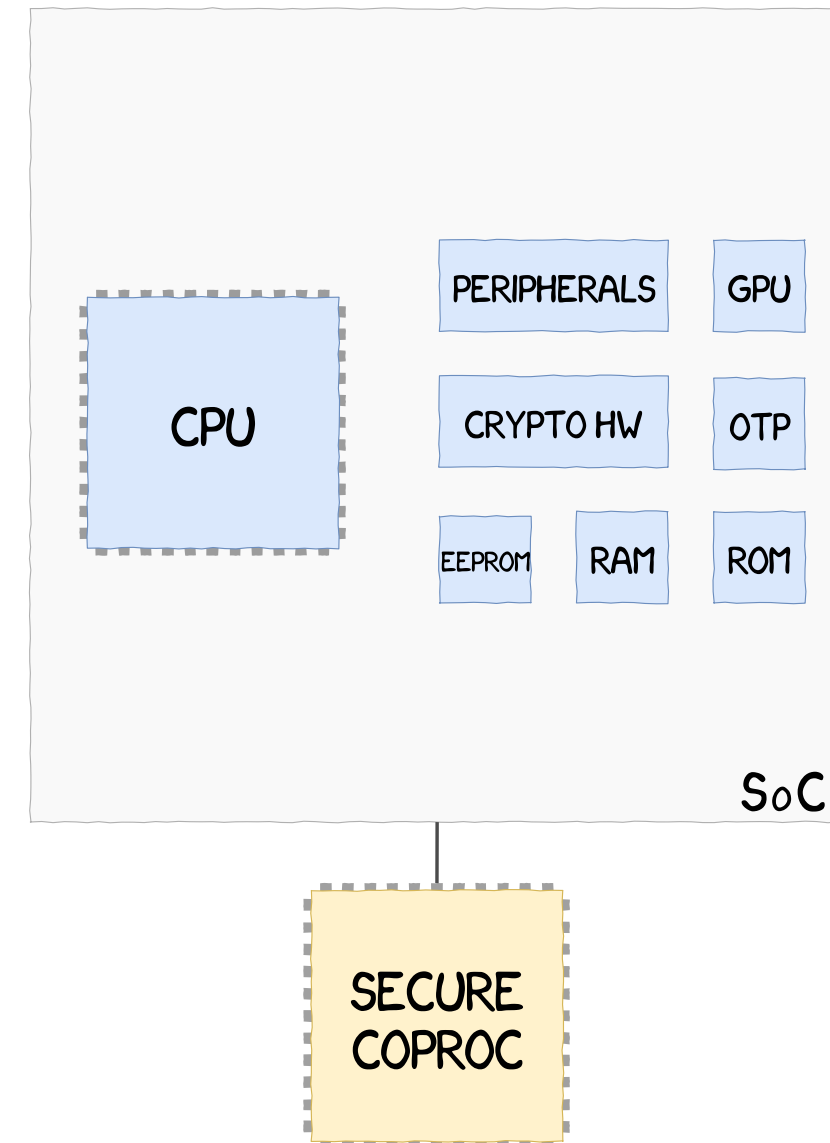 PERIPHERALS
GPU
CPU
CRYPTO HW
OTP
EEPROM
RAM
ROM
SoC
SECURE
COPROC